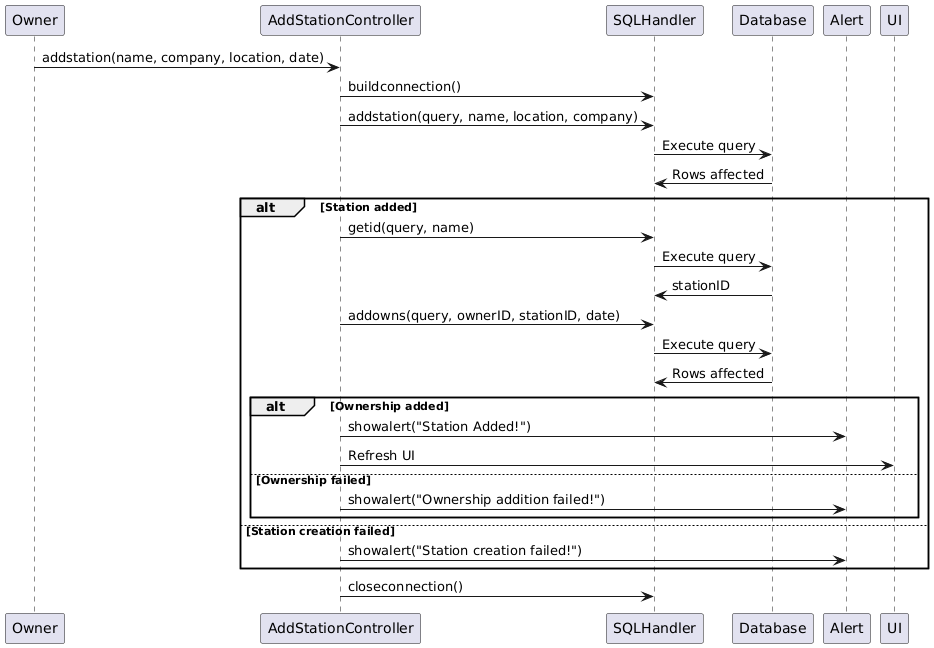 Owner AddStationController SQLHandler Database Alert UI
addstation(name, company, location, date)
buildconnection()
addstation(query, name, location, company)
Execute query
Rows affected
alt [Station added]
getid(query, name)
Execute query
stationID
addowns(query, ownerID, stationID, date)
Execute query
Rows affected
alt [Ownership added]
showalert("Station Added!")
Refresh UI
[Ownership failed]
showalert("Ownership addition failed!")
[Station creation failed]
showalert("Station creation failed!")
closeconnection()
Owner AddStationController SQLHandler Database Alert UI